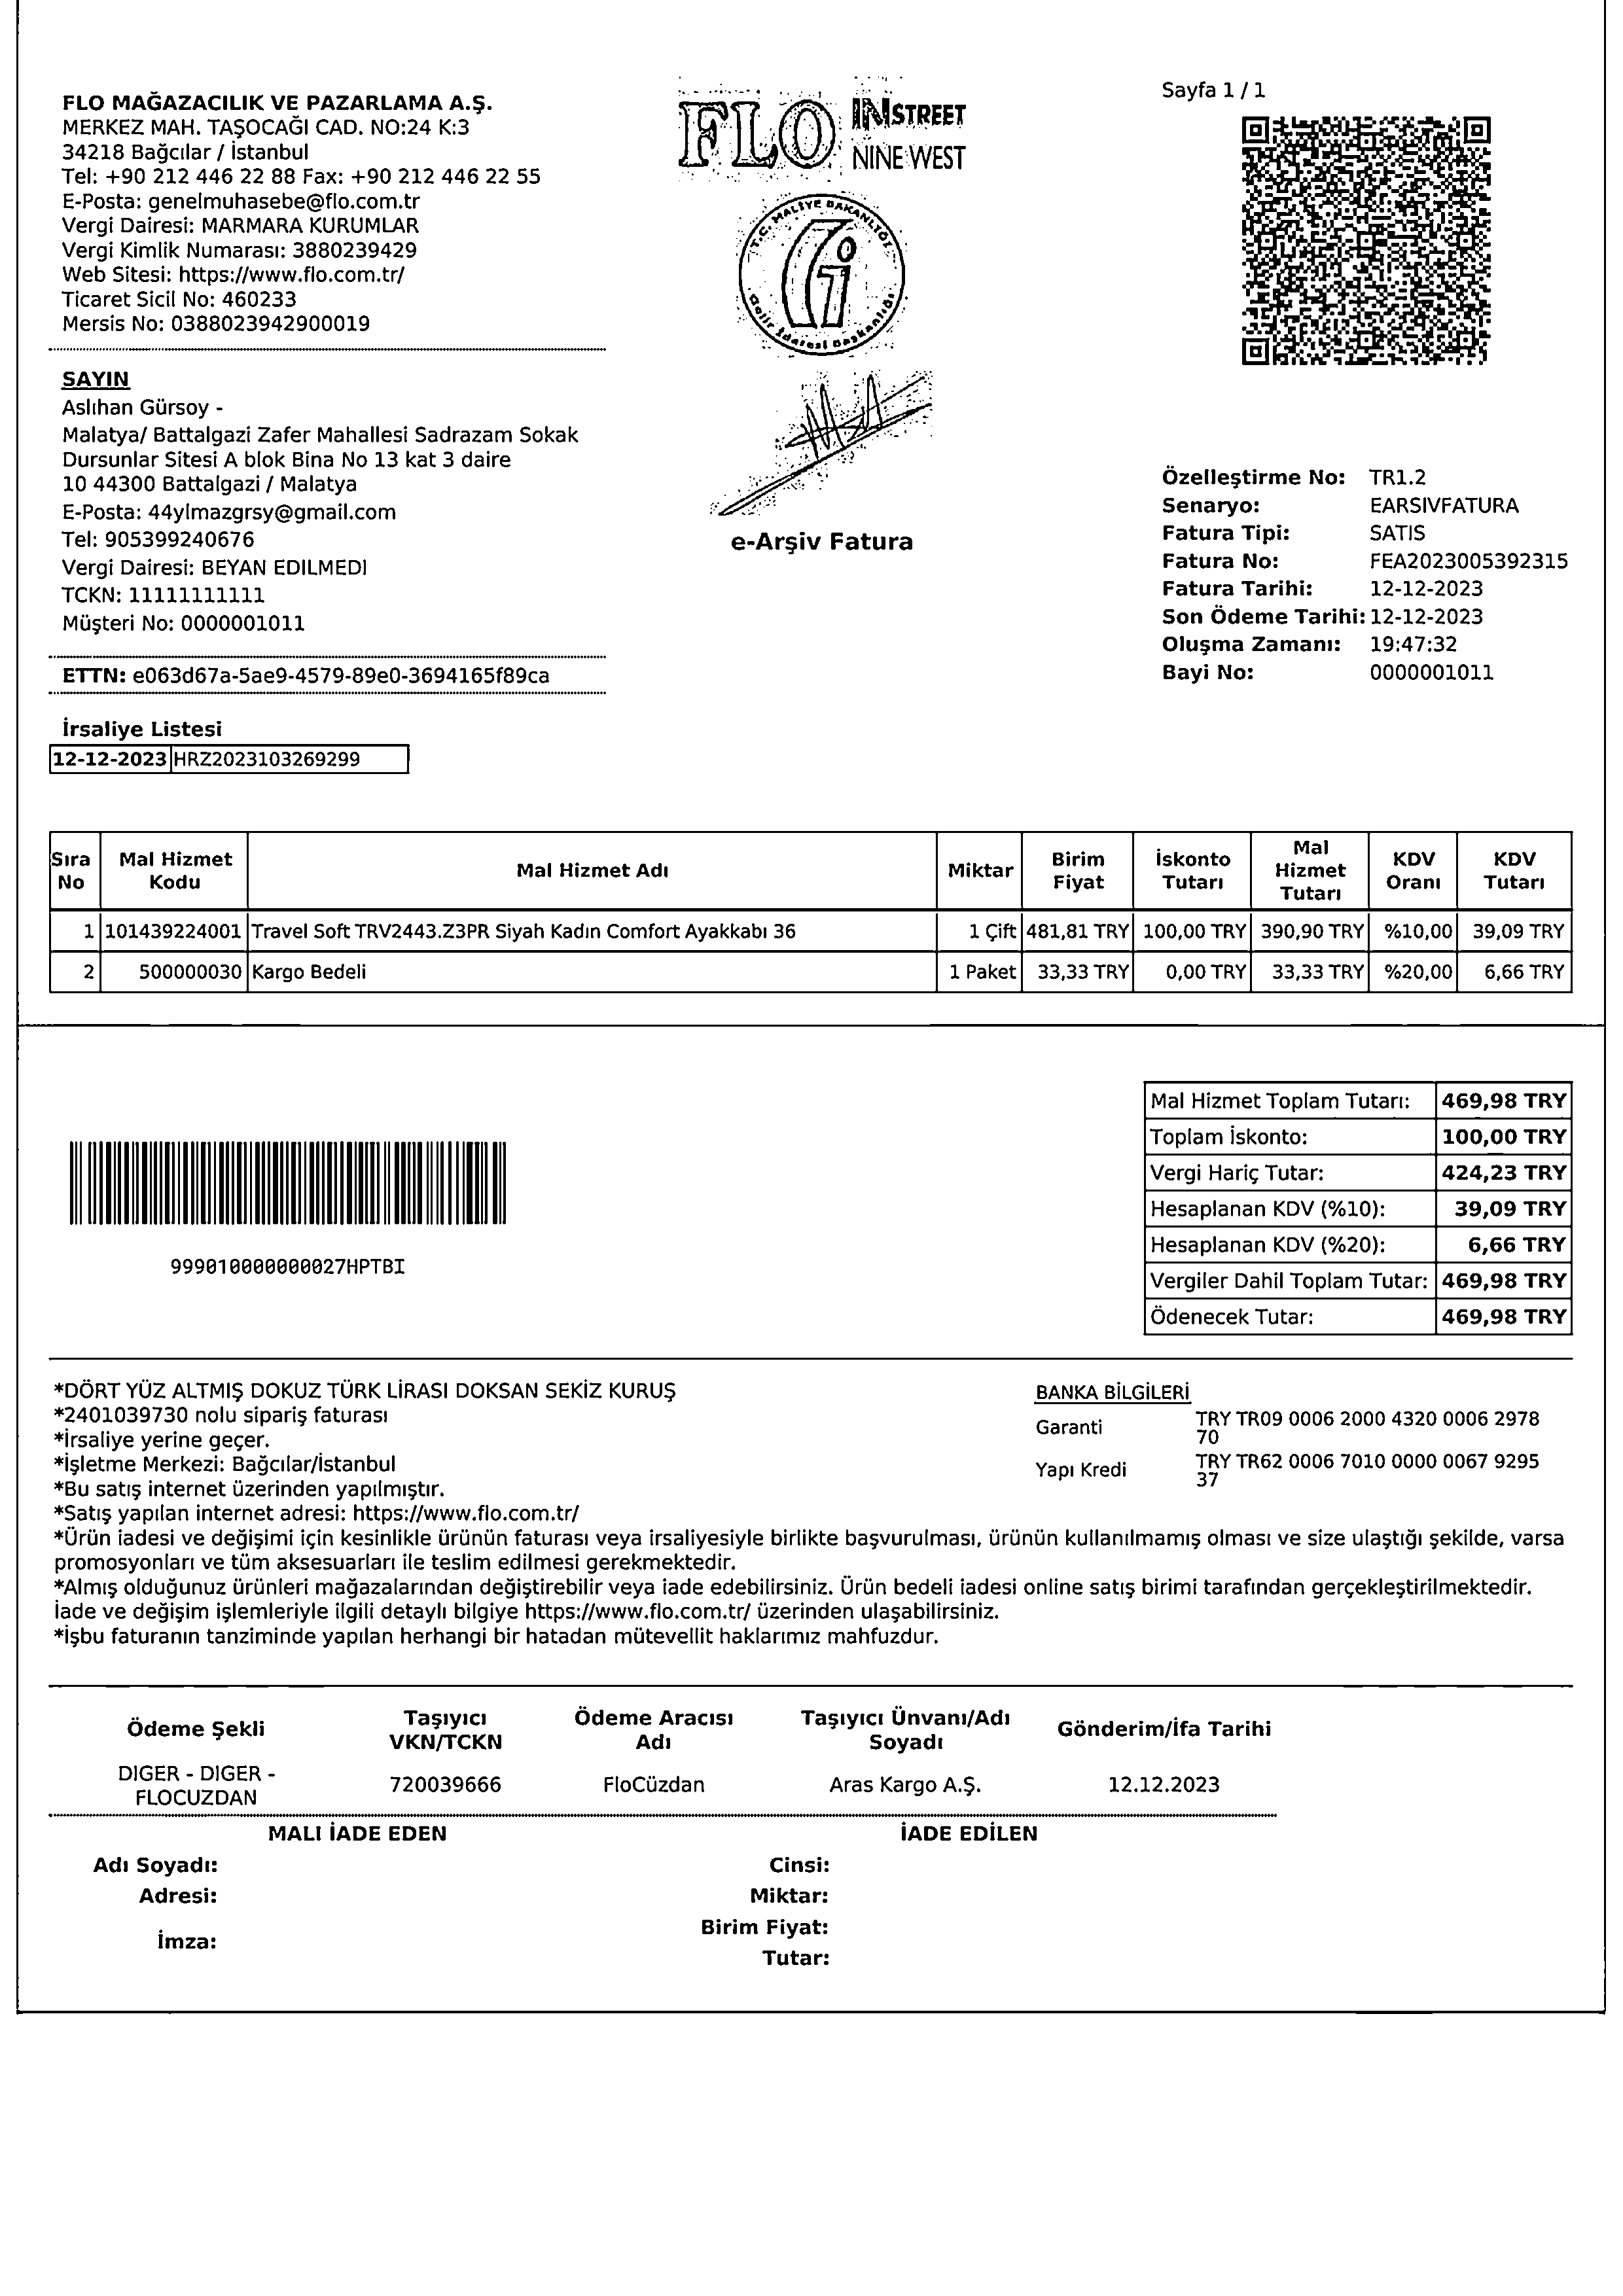 FLO MAĞAZACILIK VE PAZARLAMA A.Ş.
MERKEZ MAH. TAŞOCAĞI CAD. NO:24 K:3
34218 Bağcılar / İstanbul
Tel: +90 212 446 22 88 Fax: +90 212 446 22 55
E-Posta: genelmuhasebe@flo.com.tr
Vergi Dairesi: MARMARA KURUMLAR
Vergi Kimlik Numarası: 3880239429
Web Sitesi: https://www.flo.com.tr/
Ticaret Sicil No: 460233
Mersis No: 0388023942900019
FLO
INSTREET
NINE WEST
T.C. MALİYE BAKANLIĞI
Gelir İdaresi Başkanlığı
e-Arşiv Fatura
Sayfa 1 / 1
SAYIN
Aslıhan Gürsoy -
Malatya/ Battalgazi Zafer Mahallesi Sadrazam Sokak
Dursunlar Sitesi A blok Bina No 13 kat 3 daire
10 44300 Battalgazi / Malatya
E-Posta: 44ylmazgrsy@gmail.com
Tel: 905399240676
Vergi Dairesi: BEYAN EDILMEDI
TCKN: 11111111111
Müşteri No: 0000001011
ETTN: e063d67a-5ae9-4579-89e0-3694165f89ca
Özelleştirme No: TR1.2
Senaryo: EARSIVFATURA
Fatura Tipi: SATIS
Fatura No: FEA2023005392315
Fatura Tarihi: 12-12-2023
Son Ödeme Tarihi: 12-12-2023
Oluşma Zamanı: 19:47:32
Bayi No: 0000001011
İrsaliye Listesi
12-12-2023 HRZ2023103269299
Sıra No Mal Hizmet Kodu Mal Hizmet Adı Miktar Birim Fiyat İskonto Tutarı Mal Hizmet Tutarı KDV Oranı KDV Tutarı
1 101439224001 Travel Soft TRV2443.Z3PR Siyah Kadın Comfort Ayakkabı 36 1 Çift 481,81 TRY 100,00 TRY 390,90 TRY %10,00 39,09 TRY
2 500000030 Kargo Bedeli 1 Paket 33,33 TRY 0,00 TRY 33,33 TRY %20,00 6,66 TRY
Mal Hizmet Toplam Tutarı: 469,98 TRY
Toplam İskonto: 100,00 TRY
Vergi Hariç Tutar: 424,23 TRY
Hesaplanan KDV (%10): 39,09 TRY
Hesaplanan KDV (%20): 6,66 TRY
Vergiler Dahil Toplam Tutar: 469,98 TRY
Ödenecek Tutar: 469,98 TRY
999010000000027HPTBI
*DÖRT YÜZ ALTMIŞ DOKUZ TÜRK LİRASI DOKSAN SEKİZ KURUŞ
*2401039730 nolu sipariş faturası
*İrsaliye yerine geçer.
*İşletme Merkezi: Bağcılar/İstanbul
*Bu satış internet üzerinden yapılmıştır.
*Satış yapılan internet adresi: https://www.flo.com.tr/
BANKA BİLGİLERİ
Garanti TRY TR09 0006 2000 4320 0006 2978
70
Yapı Kredi TRY TR62 0006 7010 0000 0067 9295
37
*Ürün iadesi ve değişimi için kesinlikle ürünün faturası veya irsaliyesiyle birlikte başvurulması, ürünün kullanılmamış olması ve size ulaştığı şekilde, varsa
promosyonları ve tüm aksesuarları ile teslim edilmesi gerekmektedir.
*Almış olduğunuz ürünleri mağazalarından değiştirebilir veya iade edebilirsiniz. Ürün bedeli iadesi online satış birimi tarafından gerçekleştirilmektedir.
İade ve değişim işlemleriyle ilgili detaylı bilgiye https://www.flo.com.tr/ üzerinden ulaşabilirsiniz.
*İşbu faturanın tanziminde yapılan herhangi bir hatadan mütevellit haklarımız mahfuzdur.
Ödeme Şekli Taşıyıcı VKN/TCKN Ödeme Aracısı Adı Taşıyıcı Ünvanı/Adı Soyadı Gönderim/İfa Tarihi
DIGER - DIGER - FLOCUZDAN 720039666 FloCüzdan Aras Kargo A.Ş. 12.12.2023
MALI İADE EDEN
Adı Soyadı:
Adresi:
İmza:
İADE EDİLEN
Cinsi:
Miktar:
Birim Fiyat:
Tutar: